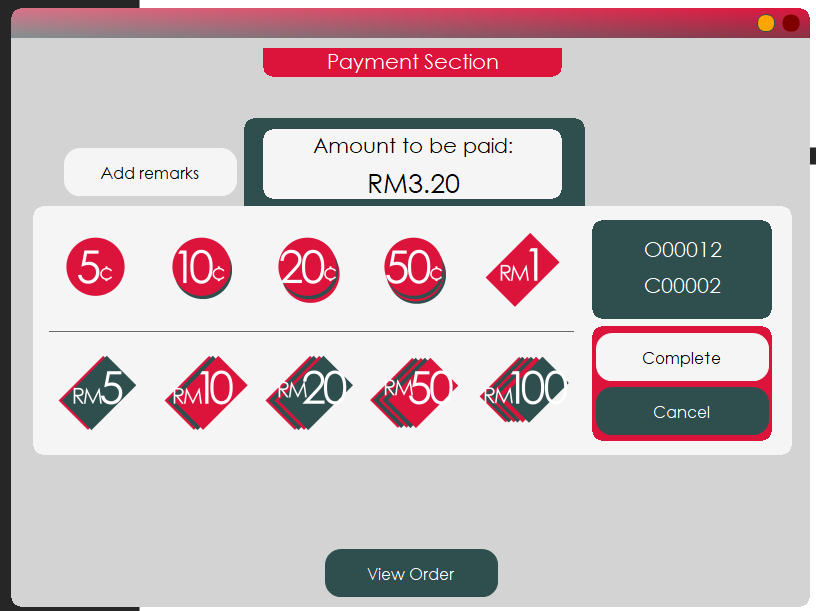 Payment Section
Amount to be paid:
Add remarks
RM3.20
5¢ 10¢ 20¢ 50¢ RM1
O00012
C00002
RM5 RM10 RM20 RM50 RM100
Complete
Cancel
View Order